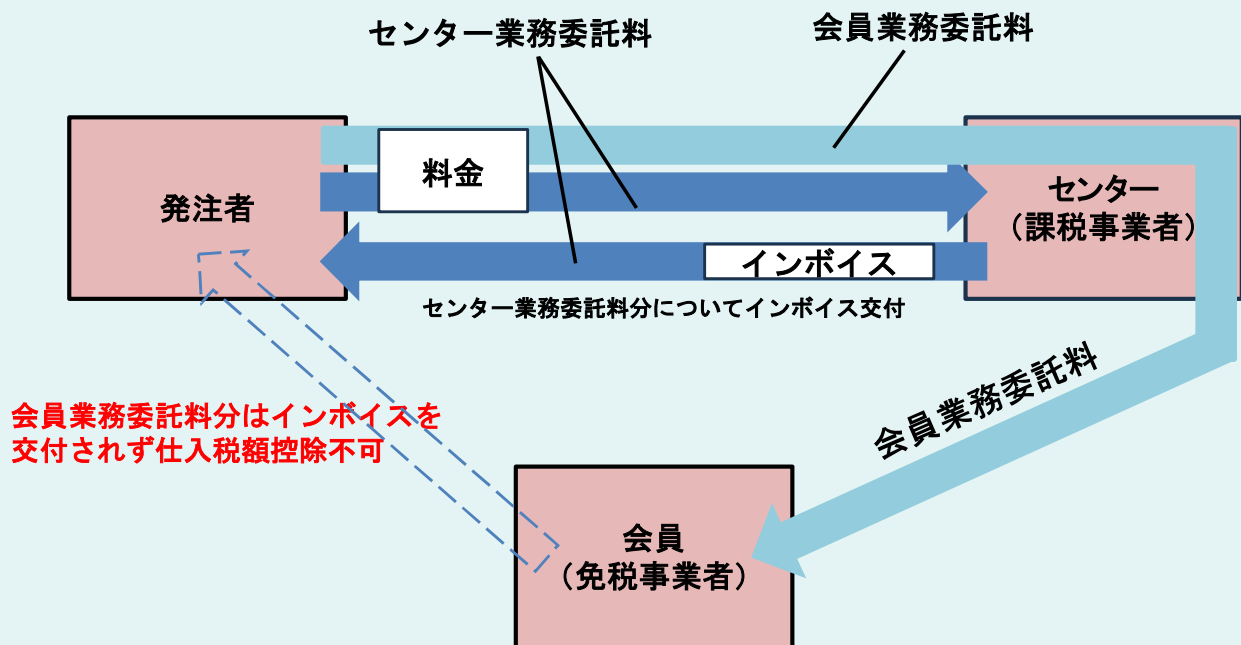 センター業務委託料
会員業務委託料
料金
発注者
センター
（課税事業者）
インボイス
センター業務委託料分についてインボイス交付
会員業務委託料
会員業務委託料分はインボイスを
交付されず仕入税額控除不可
会員
（免税事業者）